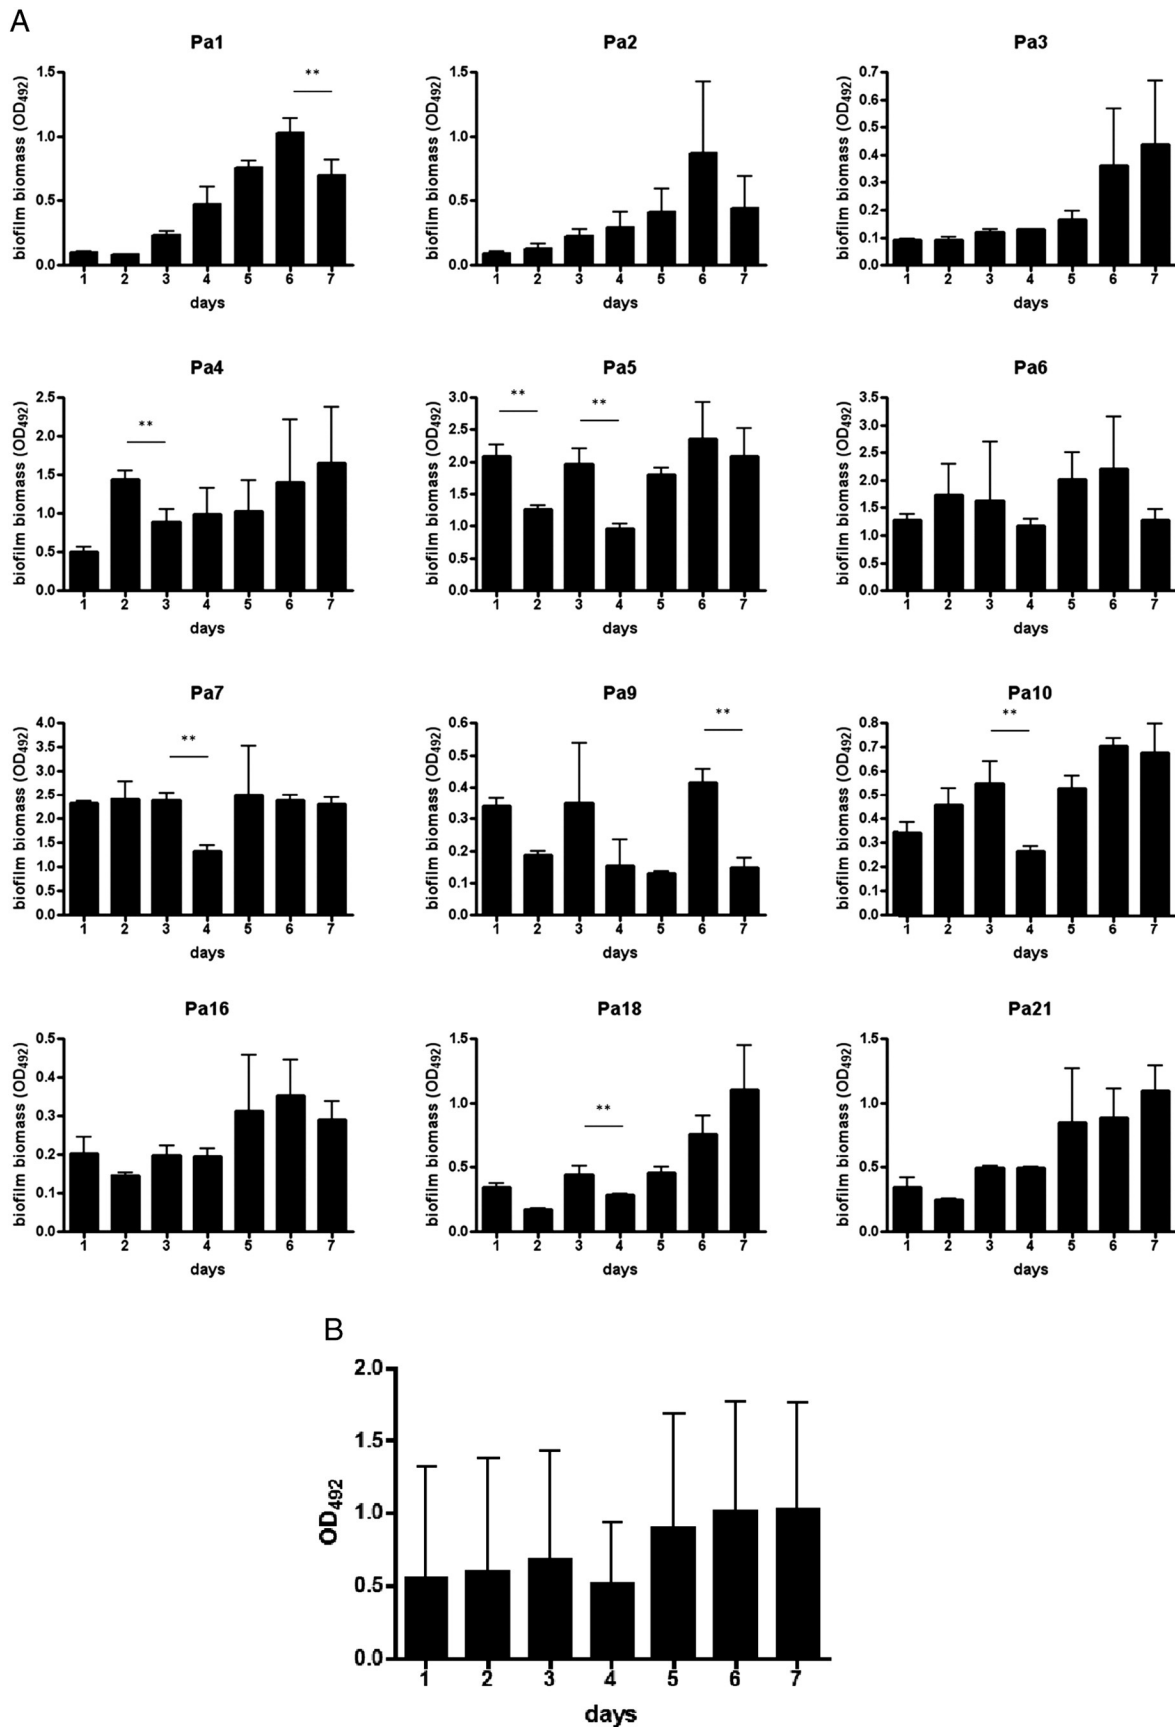 A
Pa1
biofilm biomass (OD492)
1.5
1.0
0.5
0.0
**
1 2 3 4 5 6 7
days
Pa2
biofilm biomass (OD492)
1.5
1.0
0.5
0.0
1 2 3 4 5 6 7
days
Pa3
biofilm biomass (OD492)
0.7
0.6
0.5
0.4
0.3
0.2
0.1
0.0
1 2 3 4 5 6 7
days
Pa4
biofilm biomass (OD492)
2.5
2.0
1.5
1.0
0.5
0.0
**
1 2 3 4 5 6 7
days
Pa5
biofilm biomass (OD492)
3.0
2.5
2.0
1.5
1.0
0.5
0.0
** **
1 2 3 4 5 6 7
days
Pa6
biofilm biomass (OD492)
3.5
3.0
2.5
2.0
1.5
1.0
0.5
0.0
1 2 3 4 5 6 7
days
Pa7
biofilm biomass (OD492)
4.0
3.5
3.0
2.5
2.0
1.5
1.0
0.5
0.0
**
1 2 3 4 5 6 7
days
Pa9
biofilm biomass (OD492)
0.6
0.5
0.4
0.3
0.2
0.1
0.0
**
1 2 3 4 5 6 7
days
Pa10
biofilm biomass (OD492)
0.8
0.7
0.6
0.5
0.4
0.3
0.2
0.1
0.0
**
1 2 3 4 5 6 7
days
Pa16
biofilm biomass (OD492)
0.5
0.4
0.3
0.2
0.1
0.0
1 2 3 4 5 6 7
days
Pa18
biofilm biomass (OD492)
1.5
1.0
0.5
0.0
**
1 2 3 4 5 6 7
days
Pa21
biofilm biomass (OD492)
1.5
1.0
0.5
0.0
1 2 3 4 5 6 7
days
B
OD492
2.0
1.5
1.0
0.5
0.0
1 2 3 4 5 6 7
days